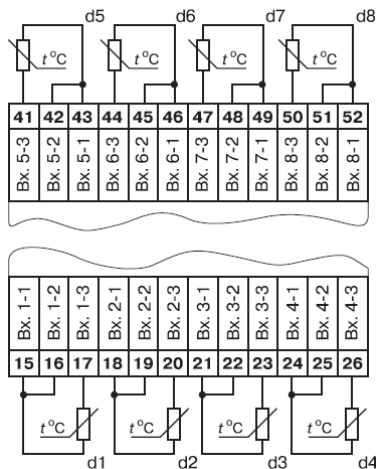 d5 d6 d7 d8
t°C t°C t°C t°C
41 42 43 44 45 46 47 48 49 50 51 52
Вх. 5-3 Вх. 5-2 Вх. 5-1 Вх. 6-3 Вх. 6-2 Вх. 6-1 Вх. 7-3 Вх. 7-2 Вх. 7-1 Вх. 8-3 Вх. 8-2 Вх. 8-1
Вх. 1-1 Вх. 1-2 Вх. 1-3 Вх. 2-1 Вх. 2-2 Вх. 2-3 Вх. 3-1 Вх. 3-2 Вх. 3-3 Вх. 4-1 Вх. 4-2 Вх. 4-3
15 16 17 18 19 20 21 22 23 24 25 26
t°C t°C t°C t°C
d1 d2 d3 d4